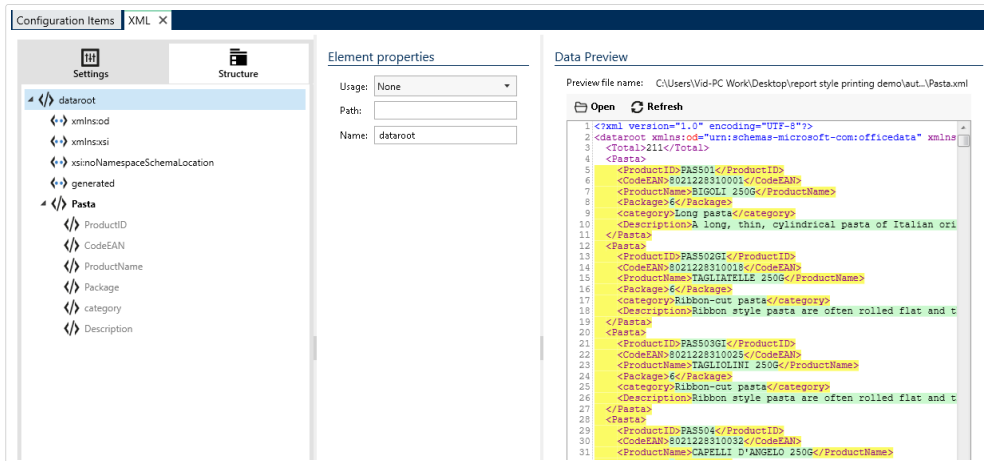 Configuration Items XML
Settings
Structure
dataroot
xmlns:od
xmlns:xsi
xsi:noNamespaceSchemaLocation
generated
Pasta
ProductID
CodeEAN
ProductName
Package
category
Description
Element properties
Usage: None
Path:
Name: dataroot
Data Preview
Preview file name: C:\Users\Vid-PC Work\Desktop\report style printing demo\aut...\Pasta.xml
Open Refresh
1 <?xml version="1.0" encoding="UTF-8"?>
2 <dataroot xmlns:od="urn:schemas-microsoft-com:officedata" xmlns
3 <Total>211</Total>
4 <Pasta>
5 <ProductID>PAS501</ProductID>
6 <CodeEAN>8021228310001</CodeEAN>
7 <ProductName>BIGOLI 250G</ProductName>
8 <Package>6</Package>
9 <category>Long pasta</category>
10 <Description>A long, thin, cylindrical pasta of Italian ori
11 </Pasta>
12 <Pasta>
13 <ProductID>PAS502GI</ProductID>
14 <CodeEAN>8021228310018</CodeEAN>
15 <ProductName>TAGLIATELLE 250G</ProductName>
16 <Package>6</Package>
17 <category>Ribbon-cut pasta</category>
18 <Description>Ribbon style pasta are often rolled flat and t
19 </Pasta>
20 <Pasta>
21 <ProductID>PAS503GI</ProductID>
22 <CodeEAN>8021228310025</CodeEAN>
23 <ProductName>TAGLIOLINI 250G</ProductName>
24 <Package>6</Package>
25 <category>Ribbon-cut pasta</category>
26 <Description>Ribbon style pasta are often rolled flat and t
27 </Pasta>
28 <Pasta>
29 <ProductID>PAS504</ProductID>
30 <CodeEAN>8021228310032</CodeEAN>
31 <ProductName>CAPELLI D'ANGELO 250G</ProductName>